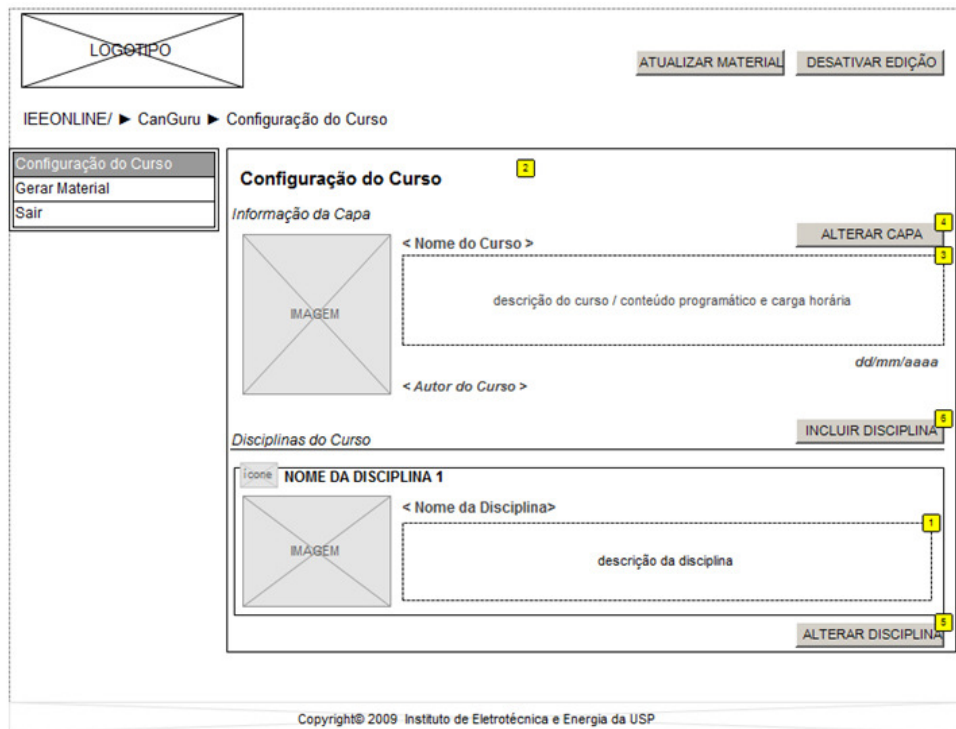 LOGOTIPO
ATUALIZAR MATERIAL
DESATIVAR EDIÇÃO
IEEONLINE/ ► CanGuru ► Configuração do Curso
Configuração do Curso
Gerar Material
Sair
Configuração do Curso
2
Informação da Capa
ALTERAR CAPA
4
< Nome do Curso >
3
IMAGEM
descrição do curso / conteúdo programático e carga horária
dd/mm/aaaa
< Autor do Curso >
Disciplinas do Curso
INCLUIR DISCIPLINA
6
ícone
NOME DA DISCIPLINA 1
< Nome da Disciplina>
1
IMAGEM
descrição da disciplina
ALTERAR DISCIPLINA
5
Copyright© 2009 Instituto de Eletrotécnica e Energia da USP